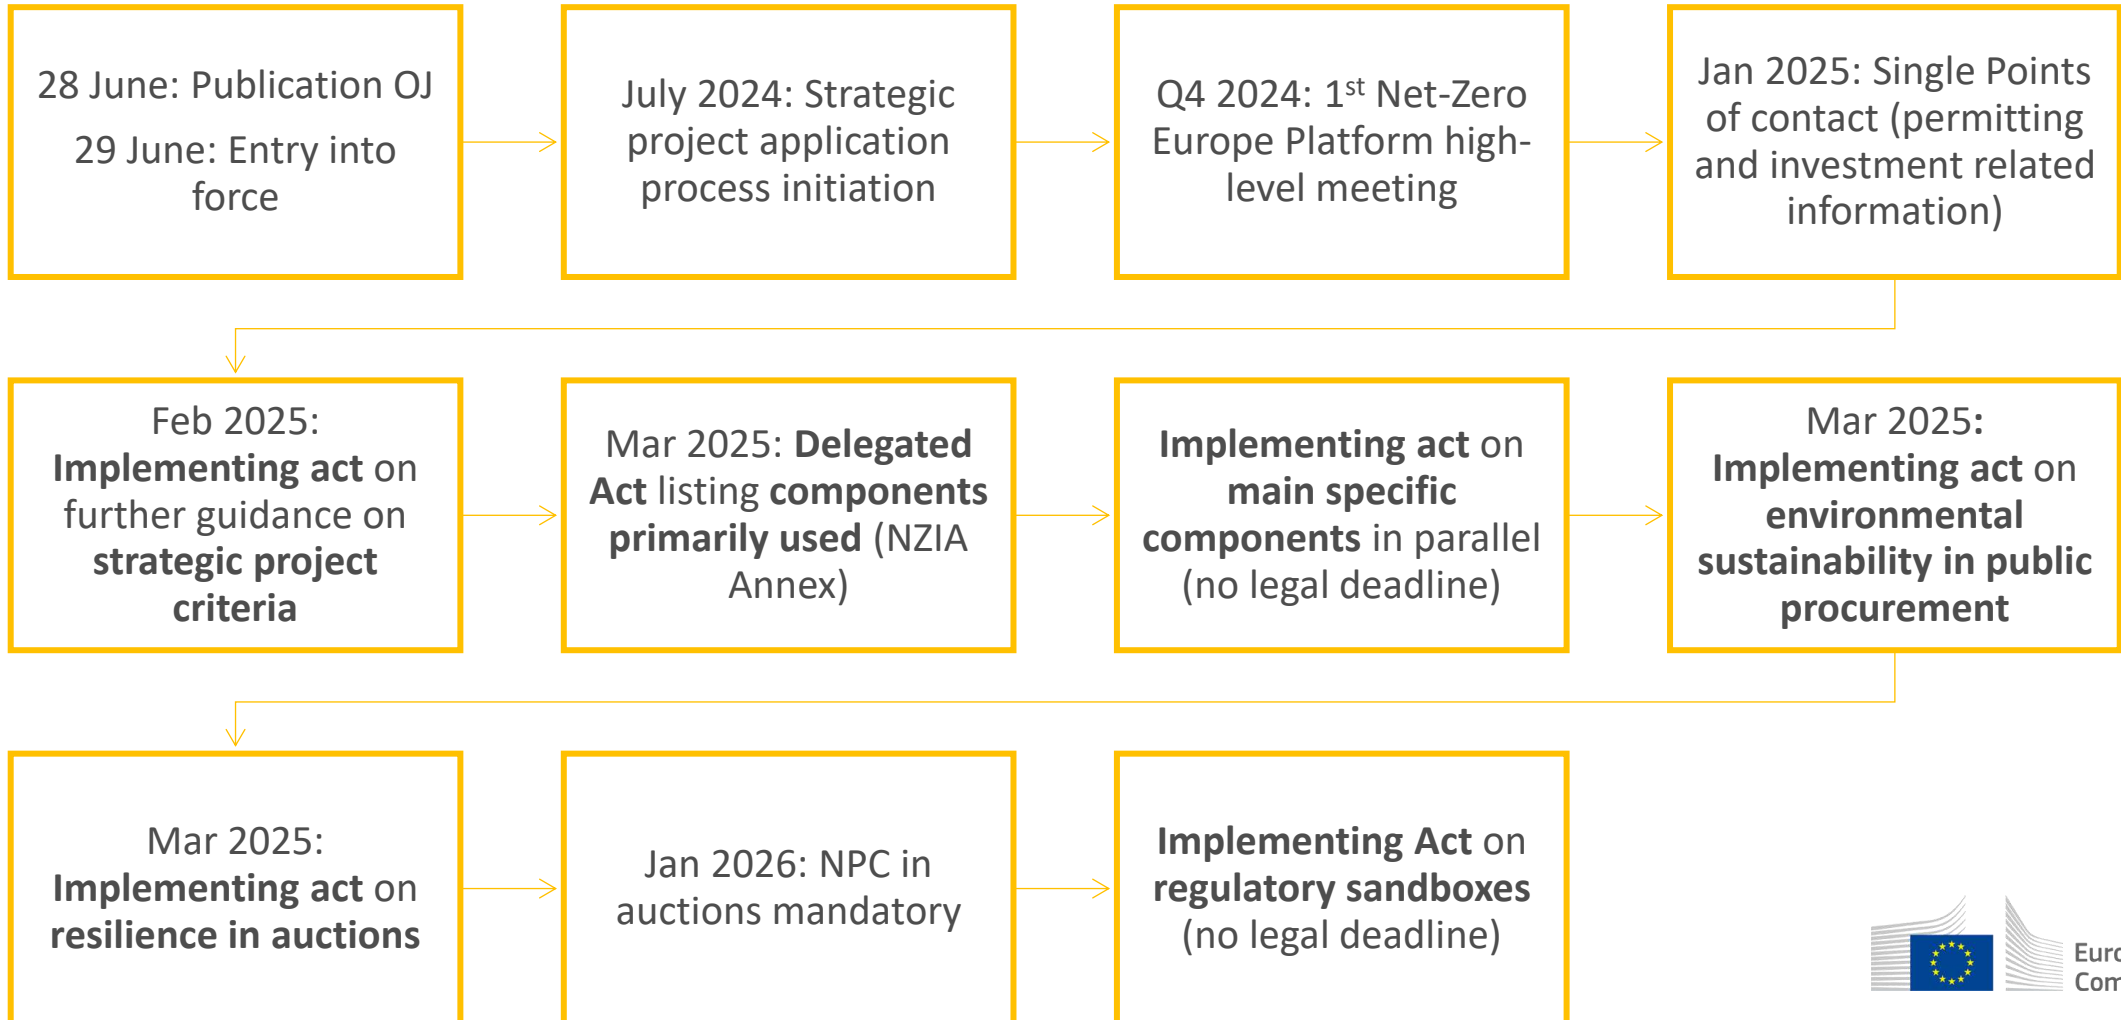 28 June: Publication OJ
29 June: Entry into
force
July 2024: Strategic
project application
process initiation
Q4 2024: 1st Net-Zero
Europe Platform high-
level meeting
Jan 2025: Single Points
of contact (permitting
and investment related
information)
Feb 2025:
Implementing act on
further guidance on
strategic project
criteria
Mar 2025: Delegated
Act listing components
primarily used (NZIA
Annex)
Implementing act on
main specific
components in parallel
(no legal deadline)
Mar 2025:
Implementing act on
environmental
sustainability in public
procurement
Mar 2025:
Implementing act on
resilience in auctions
Jan 2026: NPC in
auctions mandatory
Implementing Act on
regulatory sandboxes
(no legal deadline)
Euro
Com